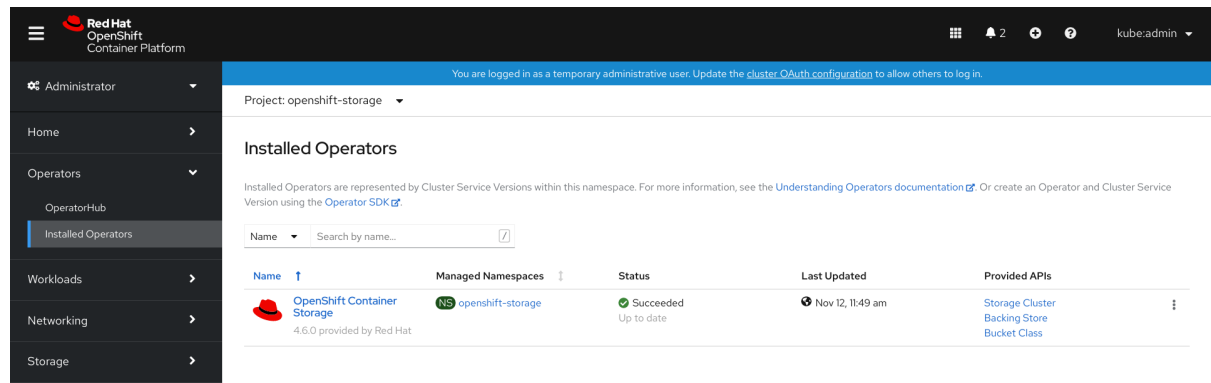 Red Hat
OpenShift
Container Platform
2
kube:admin
Administrator
You are logged in as a temporary administrative user. Update the cluster OAuth configuration to allow others to log in.
Project: openshift-storage
Home
Operators
OperatorHub
Installed Operators
Workloads
Networking
Storage
Installed Operators
Installed Operators are represented by Cluster Service Versions within this namespace. For more information, see the Understanding Operators documentation. Or create an Operator and Cluster Service
Version using the Operator SDK.
Name
Search by name...
/
Name Managed Namespaces Status Last Updated Provided APIs
OpenShift Container
Storage
4.6.0 provided by Red Hat
NS openshift-storage
Succeeded
Up to date
Nov 12, 11:49 am
Storage Cluster
Backing Store
Bucket Class